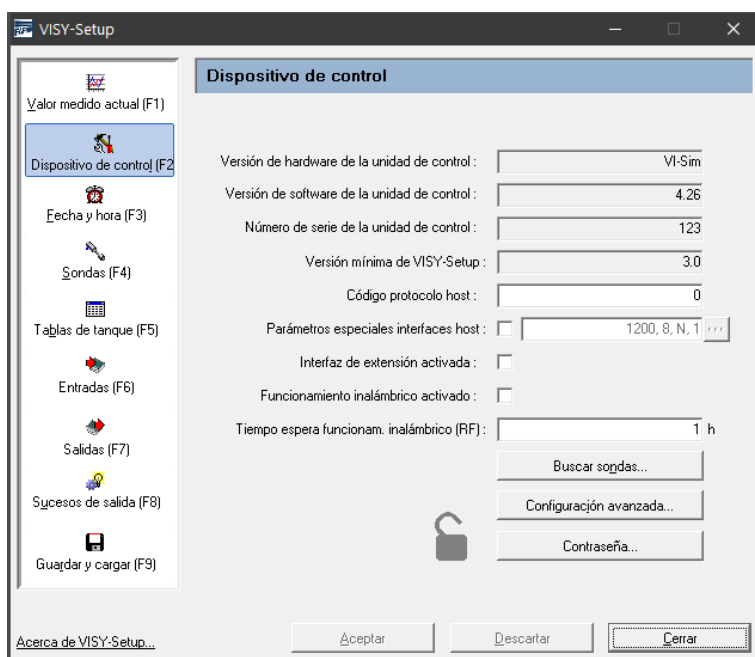 VISY-Setup
Dispositivo de control
Valor medido actual (F1)
Dispositivo de control (F2
Fecha y hora (F3)
Sondas (F4)
Tablas de tanque (F5)
Entradas (F6)
Salidas (F7)
Sucesos de salida (F8)
Guardar y cargar (F9)
Versión de hardware de la unidad de control : VI-Sim
Versión de software de la unidad de control : 4.26
Número de serie de la unidad de control : 123
Versión mínima de VISY-Setup : 3.0
Código protocolo host : 0
Parámetros especiales interfaces host : 1200, 8, N, 1 ...
Interfaz de extensión activada :
Funcionamiento inalámbrico activado :
Tiempo espera funcionam. inalámbrico (RF) : 1 h
Buscar sondas...
Configuración avanzada...
Contraseña...
Acerca de VISY-Setup...
Aceptar
Descartar
Cerrar